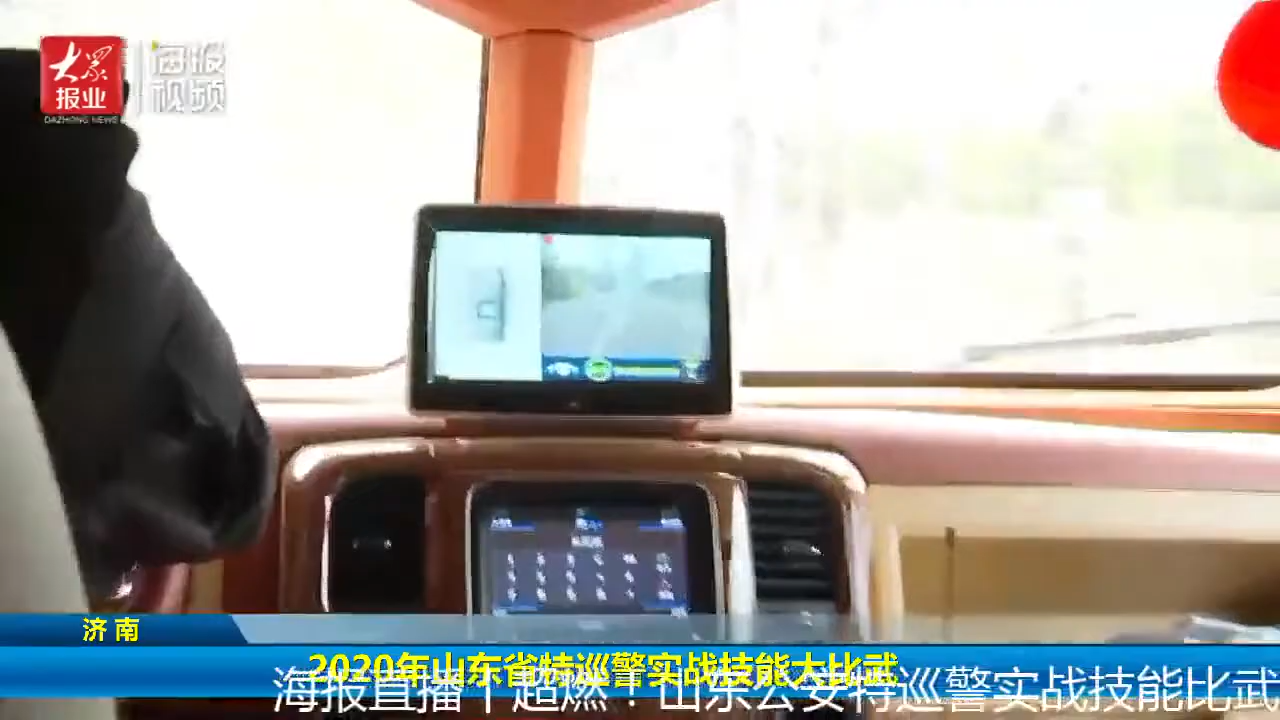 大众
报业
DAZHONG NEWS
海报
视频
济南
2020年山东省特巡警实战技能大比武
海报直播丨超燃！山东公安特巡警实战技能比武